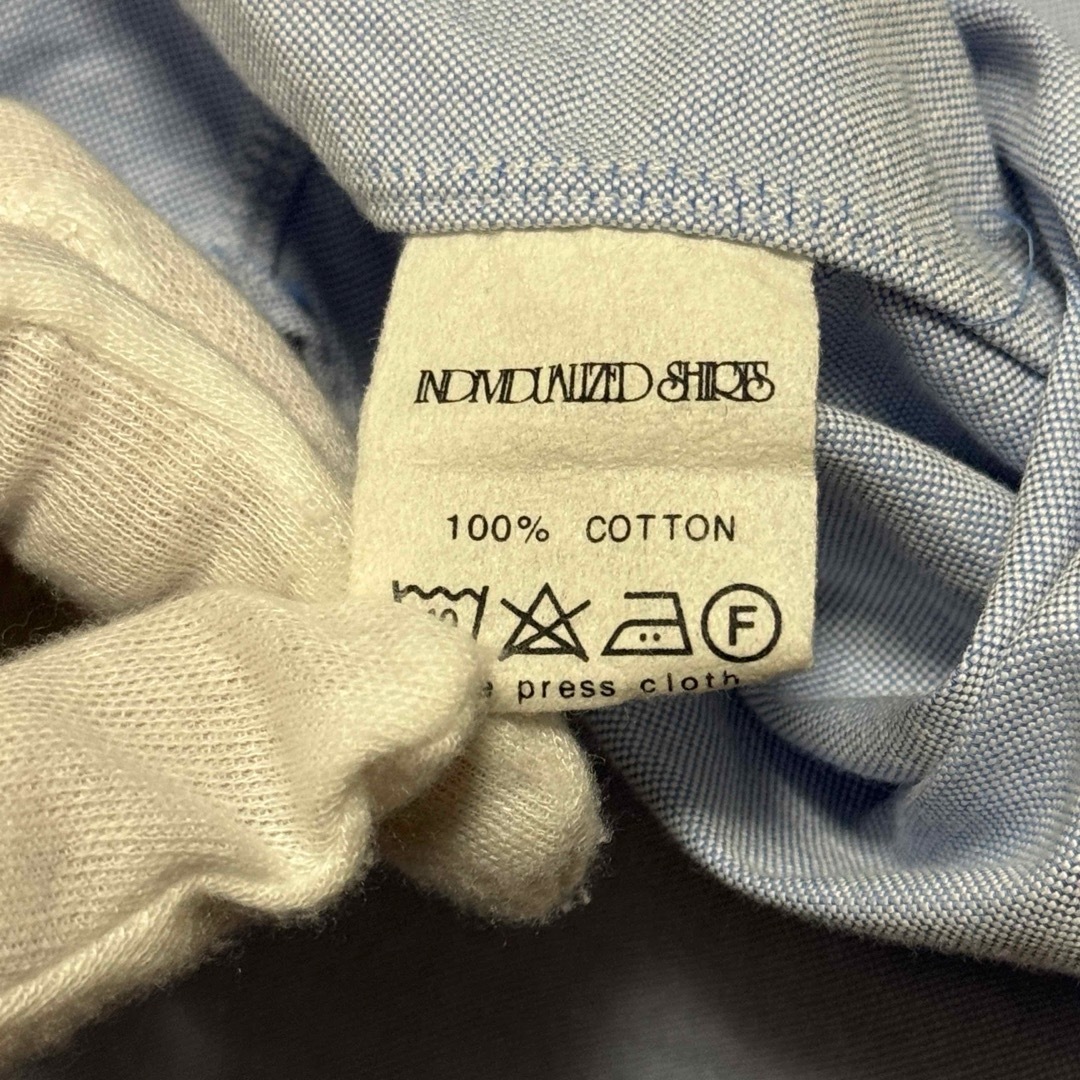 INDIVIDUALIZED SHIRTS
100% COTTON
F
press cloth